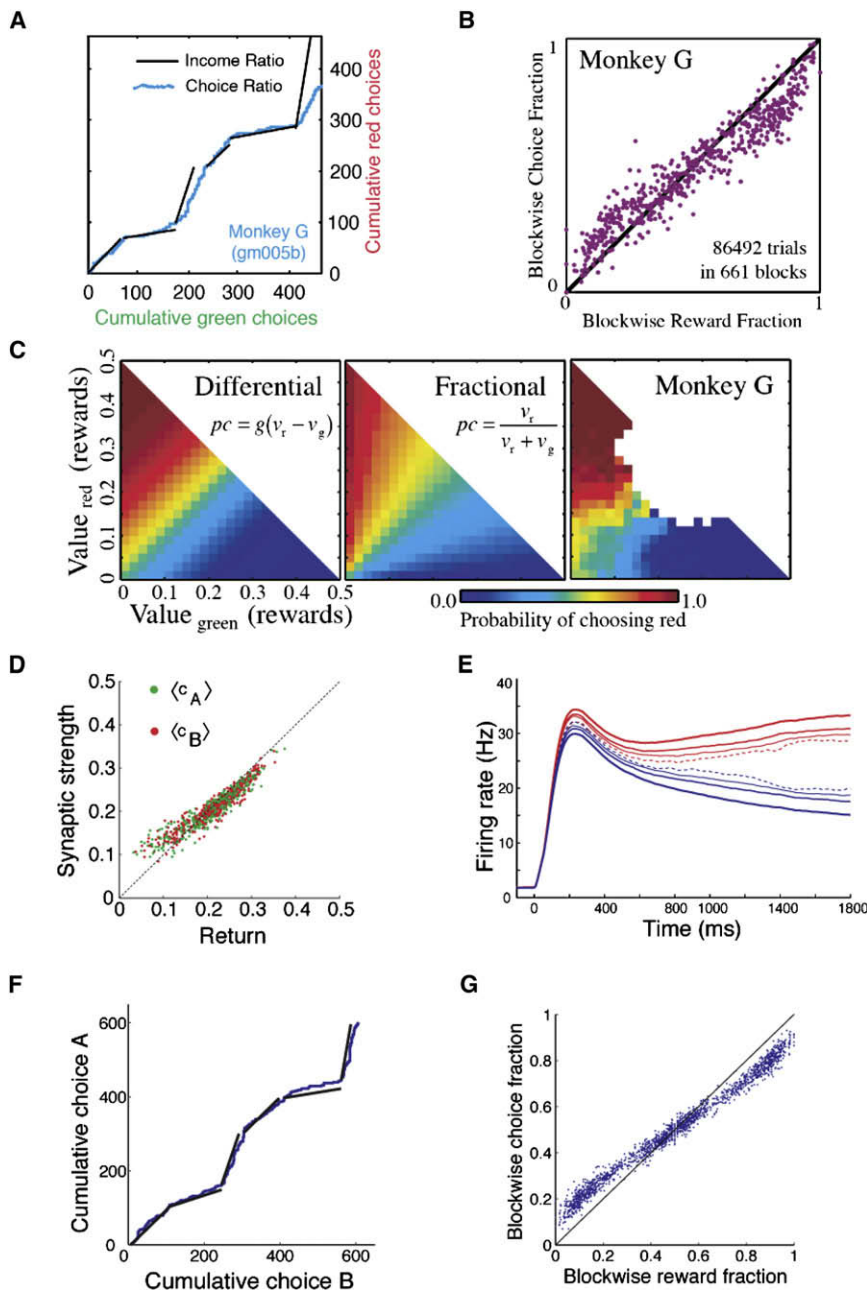 A
Income Ratio
Choice Ratio
Monkey G
(gm005b)
400
300
200
100
0
Cumulative red choices
0 100 200 300 400
Cumulative green choices
B
1
Monkey G
Blockwise Choice Fraction
86492 trials
in 661 blocks
0
0 1
Blockwise Reward Fraction
C
Value red (rewards)
0.5
0.4
0.3
0.2
0.1
0
Differential
pc = g(v_r − v_g)
Fractional
pc = v_r / (v_r + v_g)
Monkey G
0 0.1 0.2 0.3 0.4 0.5
Value green (rewards)
0.0 1.0
Probability of choosing red
D
Synaptic strength
0.5
0.4
0.3
0.2
0.1
0
⟨c_A⟩
⟨c_B⟩
0 0.1 0.2 0.3 0.4 0.5
Return
E
Firing rate (Hz)
40
30
20
10
0
0 400 1000 1400 1800
Time (ms)
F
Cumulative choice A
600
400
200
0
0 200 400 600
Cumulative choice B
G
Blockwise choice fraction
1
0.8
0.6
0.4
0.2
0
0 0.2 0.4 0.6 0.8 1
Blockwise reward fraction